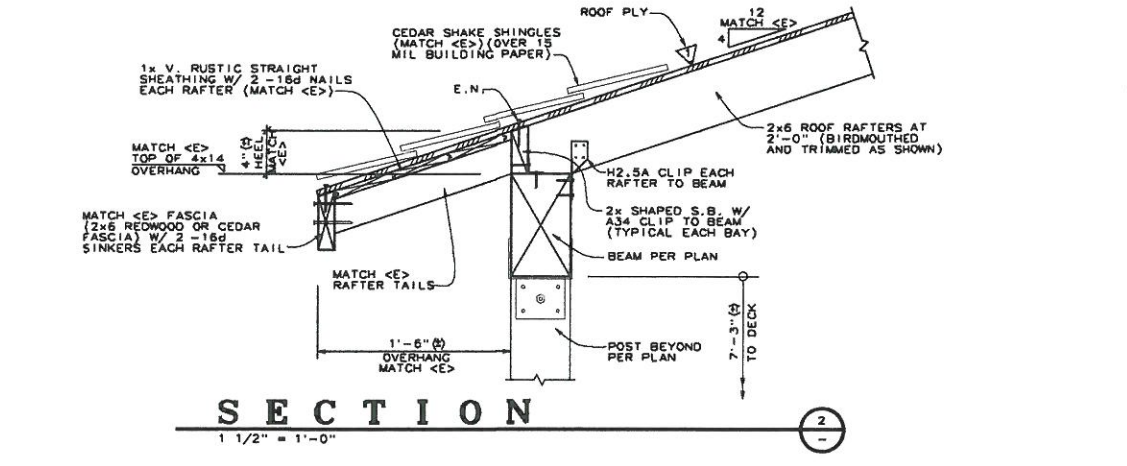 ROOF PLY
12
MATCH <E>
4
CEDAR SHAKE SHINGLES
(MATCH <E>)(OVER 15
MIL BUILDING PAPER)
1x V. RUSTIC STRAIGHT
SHEATHING W/ 2 -16d NAILS
EACH RAFTER (MATCH <E>)
E.N.
1
MATCH <E>
TOP OF 4x14
OVERHANG
4"(±)
HEEL
MATCH
<E>
2x6 ROOF RAFTERS AT
2'-0" (BIRDMOUTHED
AND TRIMMED AS SHOWN)
H2.5A CLIP EACH
RAFTER TO BEAM
MATCH <E> FASCIA
(2x6 REDWOOD OR CEDAR
FASCIA) W/ 2 -16d
SINKERS EACH RAFTER TAIL
2x SHAPED S.B. W/
A34 CLIP TO BEAM
(TYPICAL EACH BAY)
BEAM PER PLAN
MATCH <E>
RAFTER TAILS
7'-3"(±)
TO DECK
1'-6"(±)
OVERHANG
MATCH <E>
POST BEYOND
PER PLAN
SECTION
1 1/2" = 1'-0"
2
-